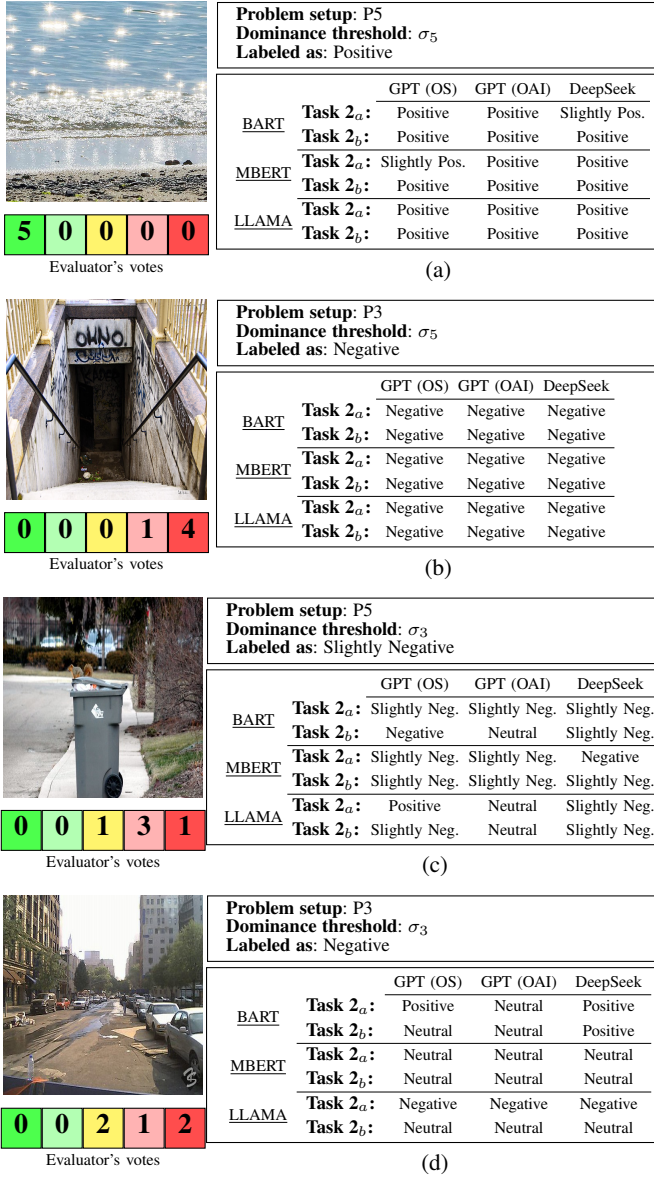 Problem setup: P5
Dominance threshold: σ5
Labeled as: Positive
GPT (OS) GPT (OAI) DeepSeek
BART Task 2a: Positive Positive Slightly Pos.
Task 2b: Positive Positive Positive
MBERT Task 2a: Slightly Pos. Positive Positive
Task 2b: Positive Positive Positive
LLAMA Task 2a: Positive Positive Positive
Task 2b: Positive Positive Positive
5 0 0 0 0
Evaluator's votes
(a)
OHNO.
Problem setup: P3
Dominance threshold: σ5
Labeled as: Negative
GPT (OS) GPT (OAI) DeepSeek
BART Task 2a: Negative Negative Negative
Task 2b: Negative Negative Negative
MBERT Task 2a: Negative Negative Negative
Task 2b: Negative Negative Negative
LLAMA Task 2a: Negative Negative Negative
Task 2b: Negative Negative Negative
0 0 0 1 4
Evaluator's votes
(b)
Problem setup: P5
Dominance threshold: σ3
Labeled as: Slightly Negative
GPT (OS) GPT (OAI) DeepSeek
BART Task 2a: Slightly Neg. Slightly Neg. Slightly Neg.
Task 2b: Negative Neutral Slightly Neg.
MBERT Task 2a: Slightly Neg. Slightly Neg. Negative
Task 2b: Slightly Neg. Slightly Neg. Slightly Neg.
LLAMA Task 2a: Positive Neutral Slightly Neg.
Task 2b: Slightly Neg. Neutral Slightly Neg.
0 0 1 3 1
Evaluator's votes
(c)
Problem setup: P3
Dominance threshold: σ3
Labeled as: Negative
GPT (OS) GPT (OAI) DeepSeek
BART Task 2a: Positive Neutral Positive
Task 2b: Neutral Neutral Positive
MBERT Task 2a: Neutral Neutral Neutral
Task 2b: Neutral Neutral Neutral
LLAMA Task 2a: Negative Negative Negative
Task 2b: Neutral Neutral Neutral
0 0 2 1 2
Evaluator's votes
(d)